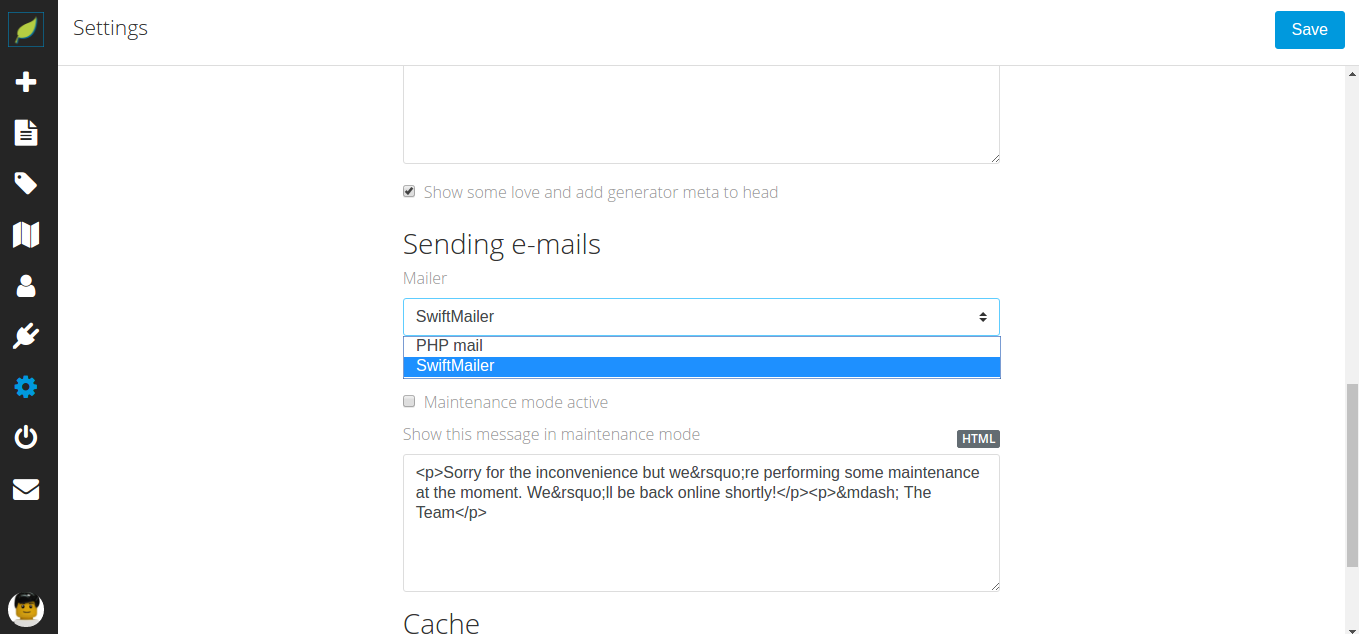 Settings
Save
Show some love and add generator meta to head
Sending e-mails
Mailer
SwiftMailer
PHP mail
SwiftMailer
Maintenance mode active
Show this message in maintenance mode
HTML
<p>Sorry for the inconvenience but we&rsquo;re performing some maintenance
at the moment. We&rsquo;ll be back online shortly!</p><p>&mdash; The
Team</p>
Cache